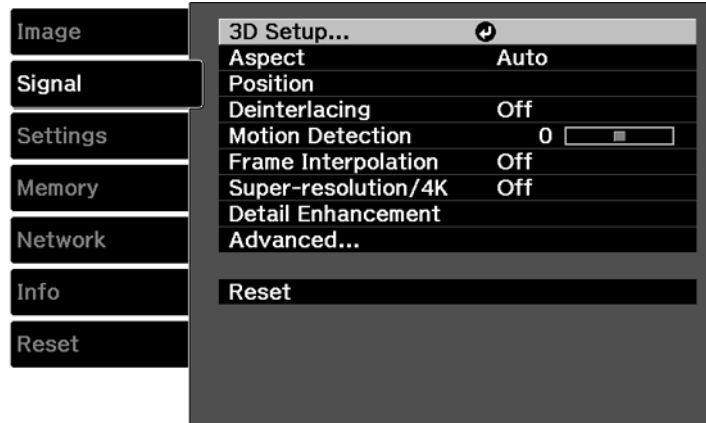 Image
Signal
Settings
Memory
Network
Info
Reset
3D Setup...
Aspect Auto
Position
Deinterlacing Off
Motion Detection 0
Frame Interpolation Off
Super-resolution/4K Off
Detail Enhancement
Advanced...
Reset